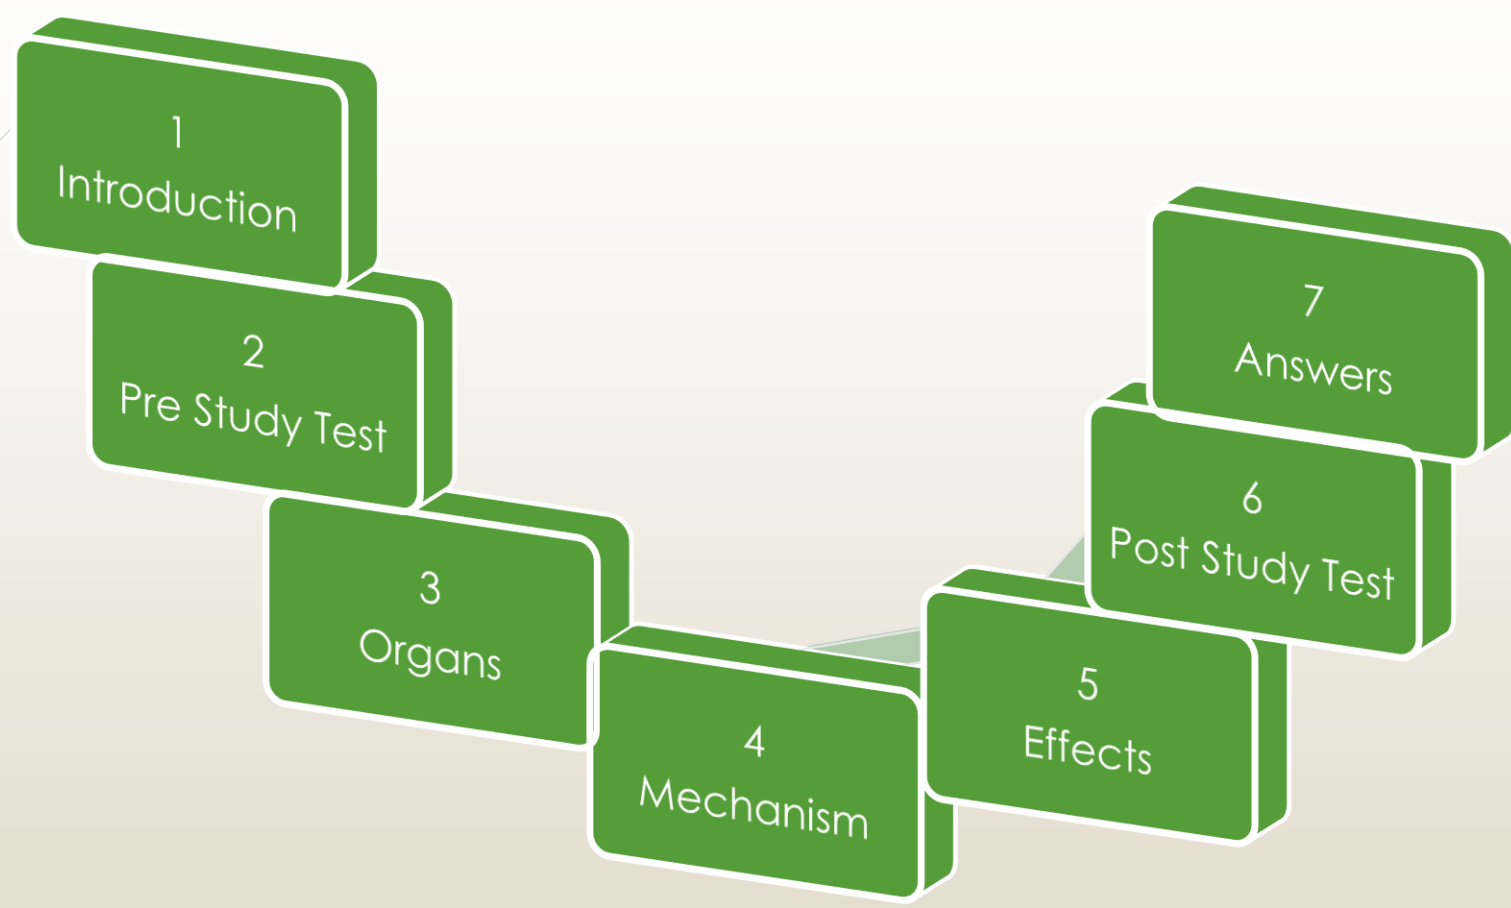 1
Introduction
2
Pre Study Test
3
Organs
4
Mechanism
5
Effects
6
Post Study Test
7
Answers